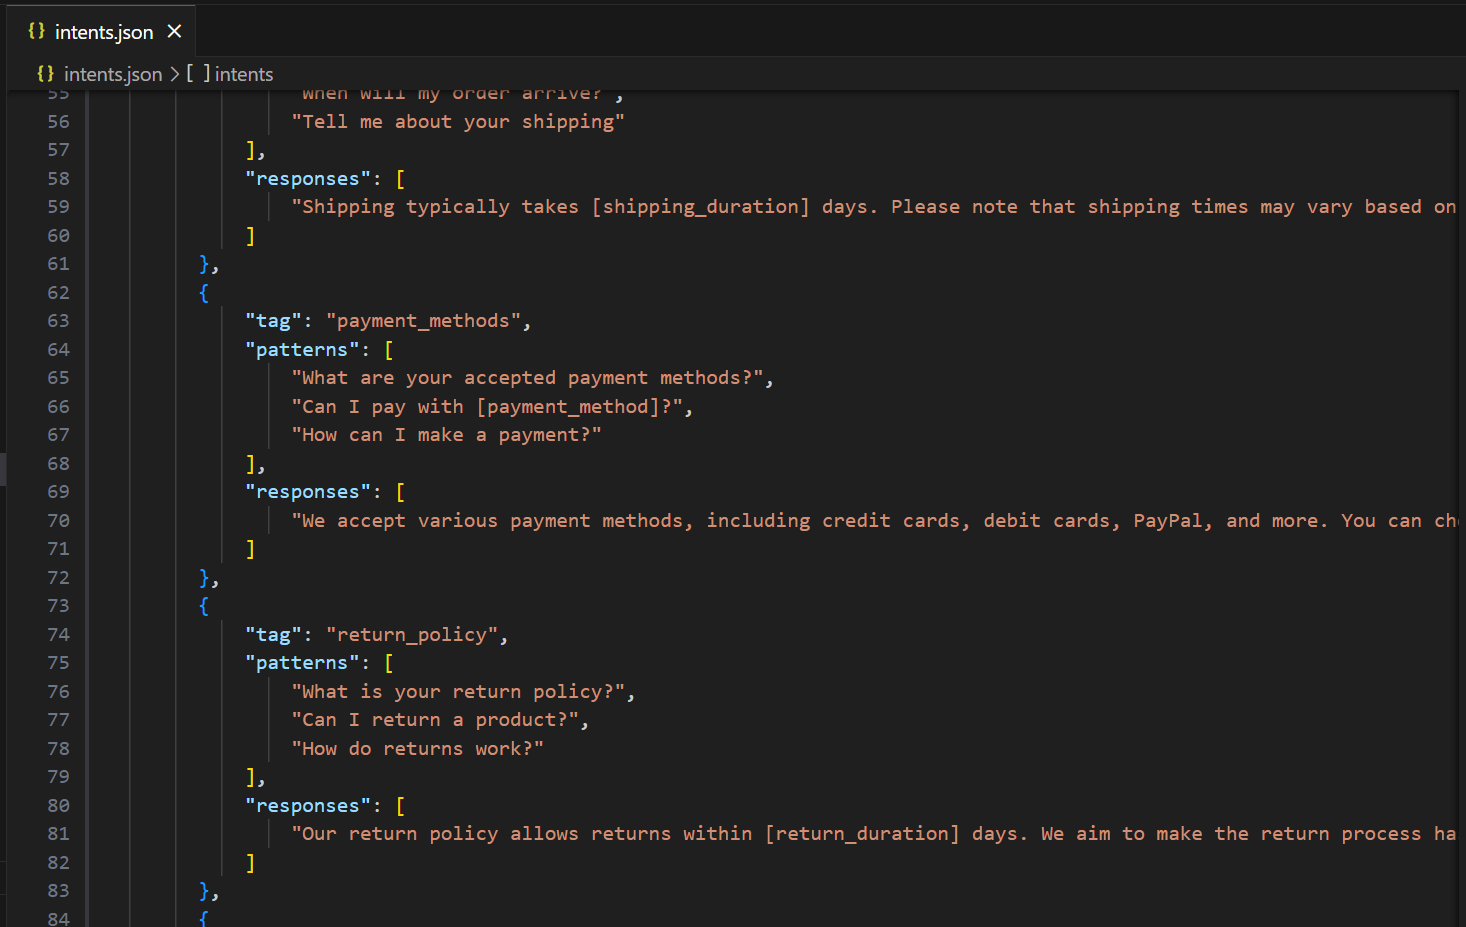 {} intents.json ×
{} intents.json > [ ] intents
55 "When will my order arrive?",
56 "Tell me about your shipping"
57 ],
58 "responses": [
59 "Shipping typically takes [shipping_duration] days. Please note that shipping times may vary based on
60 ]
61 },
62 {
63 "tag": "payment_methods",
64 "patterns": [
65 "What are your accepted payment methods?",
66 "Can I pay with [payment_method]?",
67 "How can I make a payment?"
68 ],
69 "responses": [
70 "We accept various payment methods, including credit cards, debit cards, PayPal, and more. You can ch
71 ]
72 },
73 {
74 "tag": "return_policy",
75 "patterns": [
76 "What is your return policy?",
77 "Can I return a product?",
78 "How do returns work?"
79 ],
80 "responses": [
81 "Our return policy allows returns within [return_duration] days. We aim to make the return process ha
82 ]
83 },
84 {